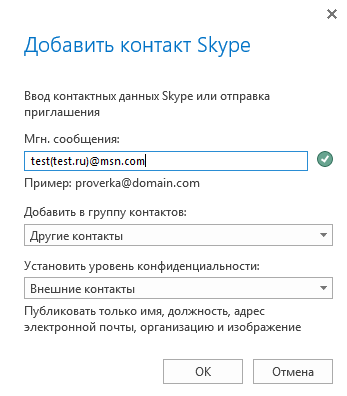 Добавить контакт Skype
Ввод контактных данных Skype или отправка
приглашения
Мгн. сообщения:
test(test.ru)@msn.com
Пример: proverka@domain.com
Добавить в группу контактов:
Другие контакты
Установить уровень конфиденциальности:
Внешние контакты
Публиковать только имя, должность, адрес
электронной почты, организацию и изображение
ОК
Отмена